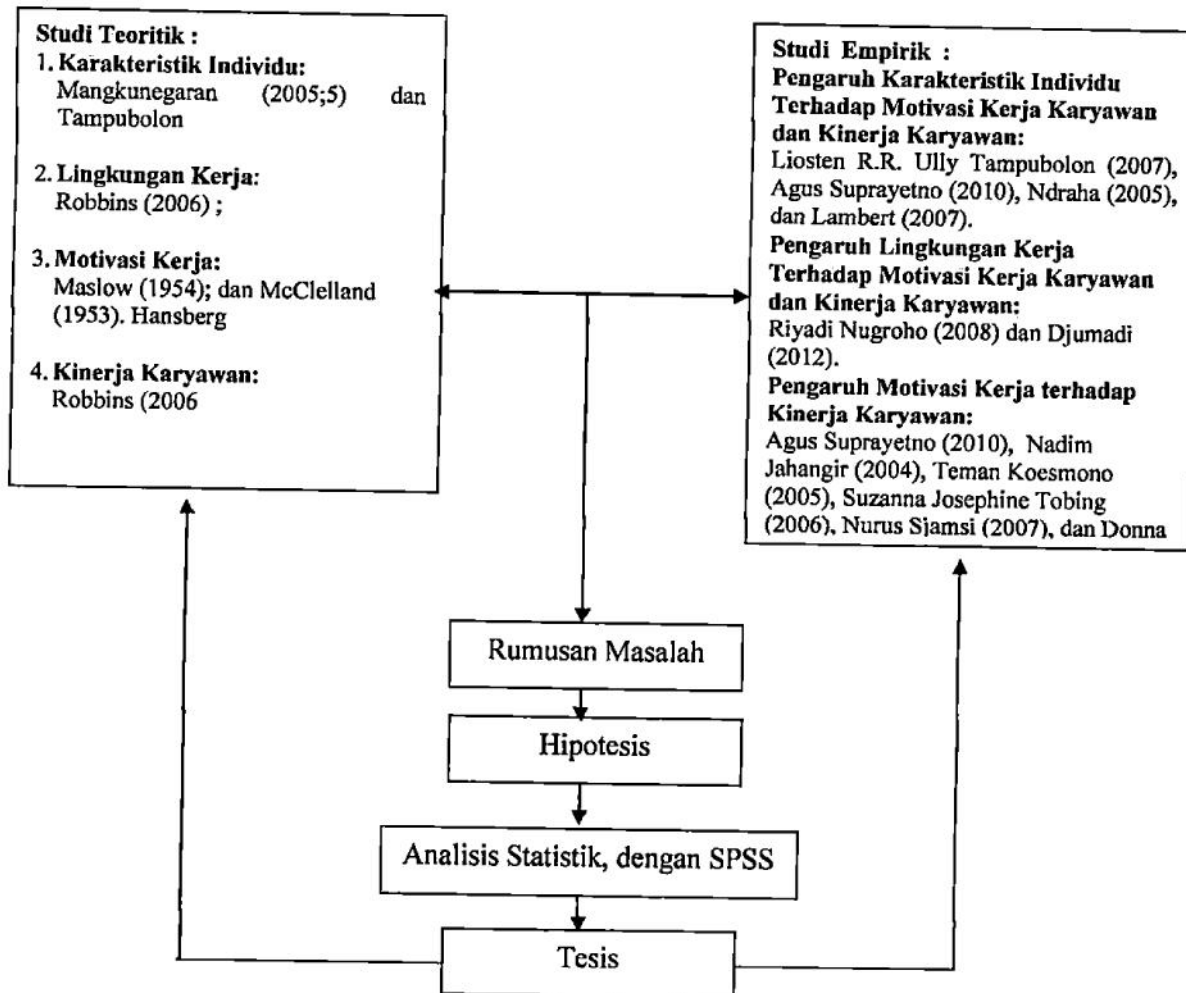 Studi Teoritik :
1. Karakteristik Individu:
Mangkunegaran (2005;5) dan
Tampubolon
2. Lingkungan Kerja:
Robbins (2006) ;
3. Motivasi Kerja:
Maslow (1954); dan McClelland
(1953). Hansberg
4. Kinerja Karyawan:
Robbins (2006
Studi Empirik :
Pengaruh Karakteristik Individu
Terhadap Motivasi Kerja Karyawan
dan Kinerja Karyawan:
Liosten R.R. Ully Tampubolon (2007),
Agus Suprayetno (2010), Ndraha (2005),
dan Lambert (2007).
Pengaruh Lingkungan Kerja
Terhadap Motivasi Kerja Karyawan
dan Kinerja Karyawan:
Riyadi Nugroho (2008) dan Djumadi
(2012).
Pengaruh Motivasi Kerja terhadap
Kinerja Karyawan:
Agus Suprayetno (2010), Nadim
Jahangir (2004), Teman Koesmono
(2005), Suzanna Josephine Tobing
(2006), Nurus Sjamsi (2007), dan Donna
Rumusan Masalah
Hipotesis
Analisis Statistik, dengan SPSS
Tesis